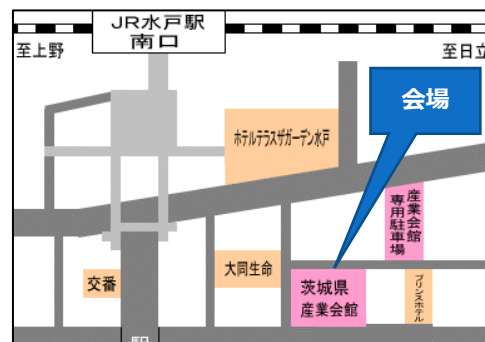 JR水戸駅
南口
至上野
至日立
会場
ホテルテラスザガーデン水戸
産業会館
専用駐車場
大同生命
交番
茨城県
産業会館
プリンスホテル
駅